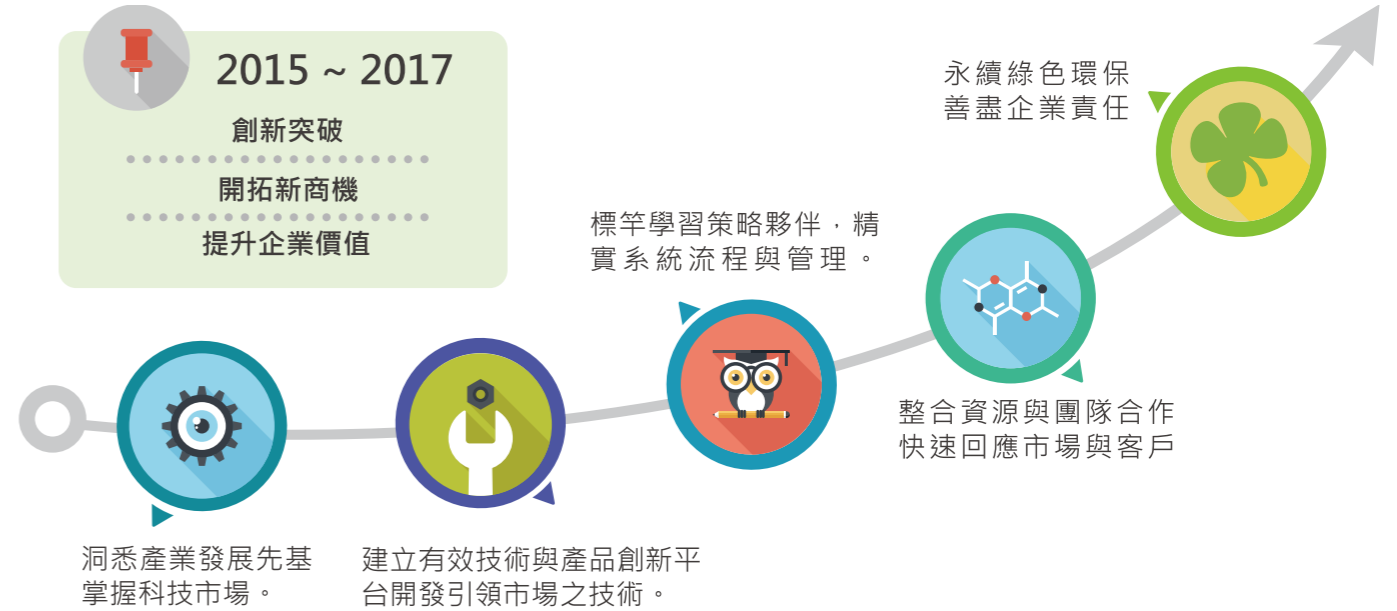 2015 ~ 2017
創新突破
開拓新商機
提升企業價值
洞悉產業發展先基
掌握科技市場。
建立有效技術與產品創新平
台開發引領市場之技術。
標竿學習策略夥伴，精
實系統流程與管理。
整合資源與團隊合作
快速回應市場與客戶
永續綠色環保
善盡企業責任